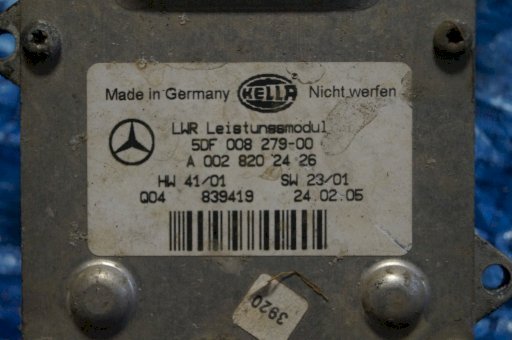 Made in Germany HELLA Nicht werfen
LWR Leistungsmodul
5DF 008 279-00
A 002 820 24 26
HW 41/01 SW 23/01
Q04 839419 24.02.05
3920